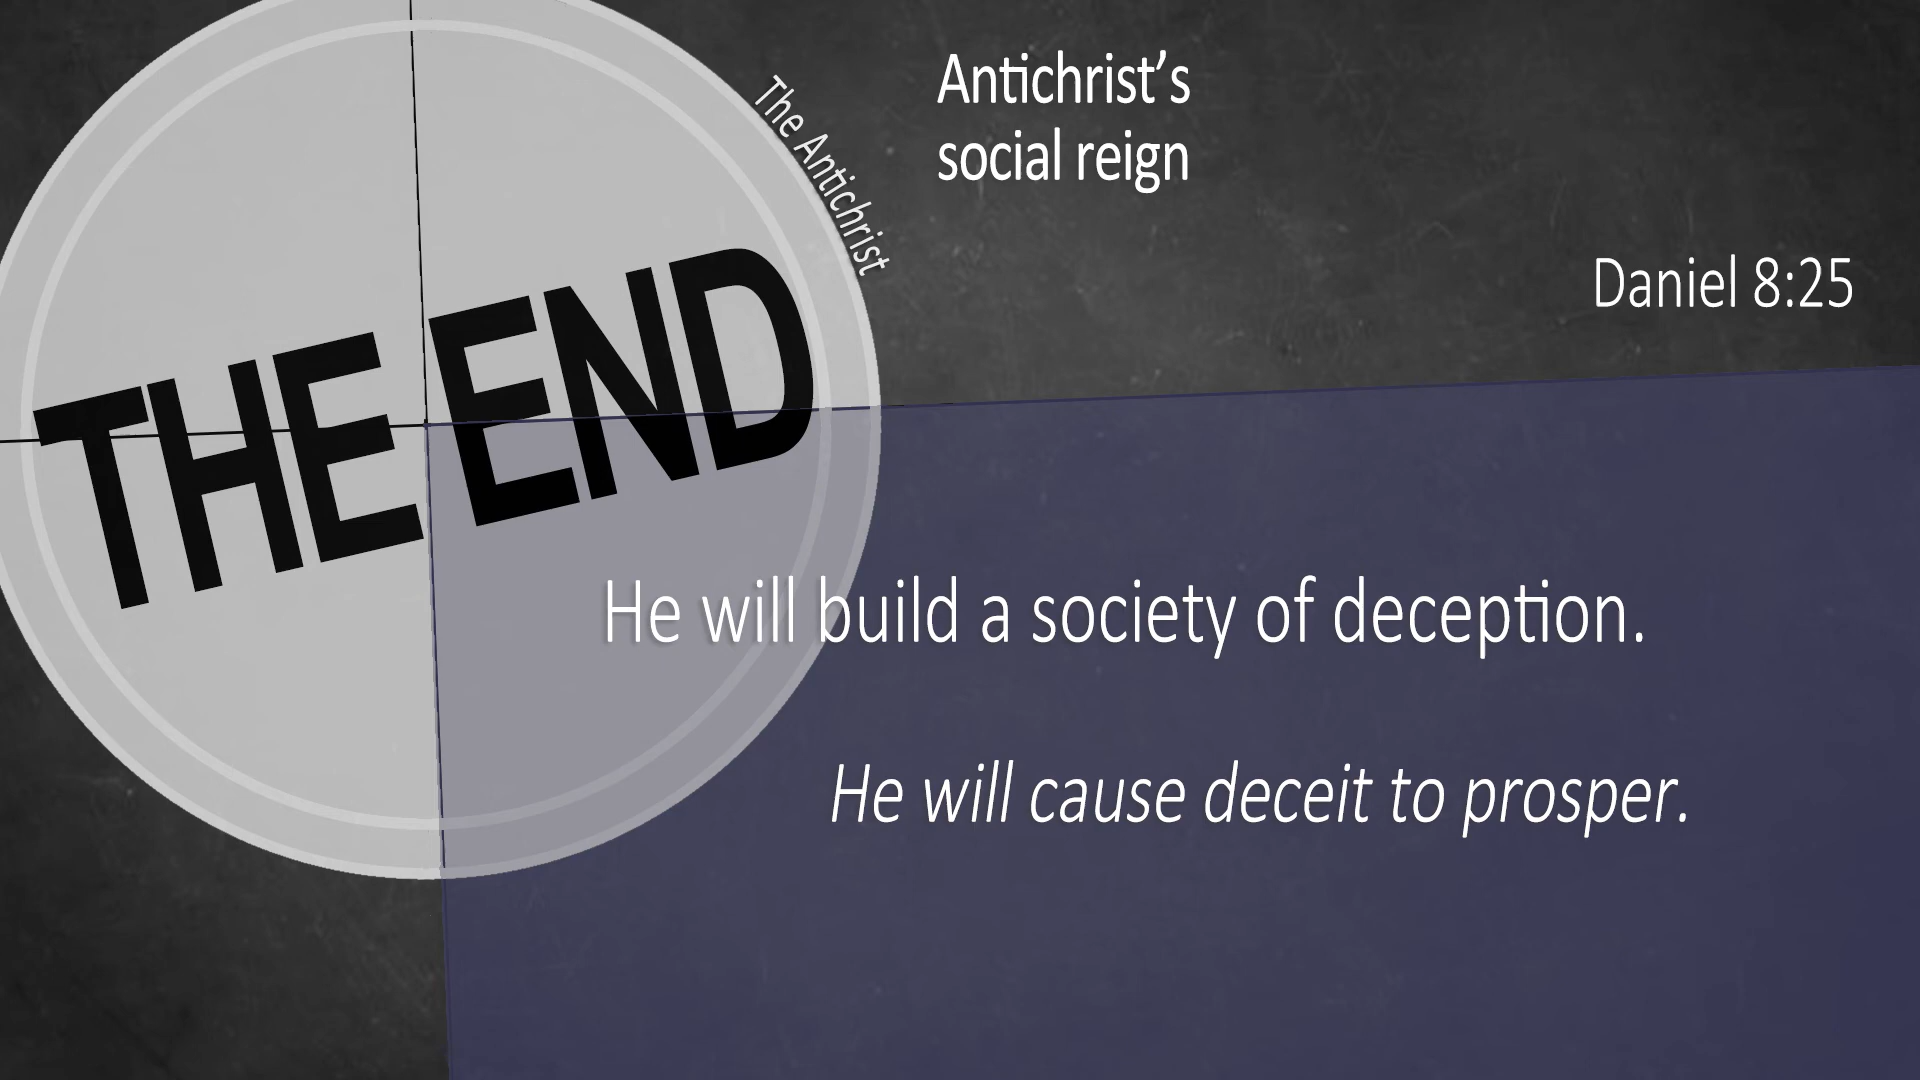 THE END
The Antichrist
Antichrist’s
social reign
Daniel 8:25
He will build a society of deception.
He will cause deceit to prosper.